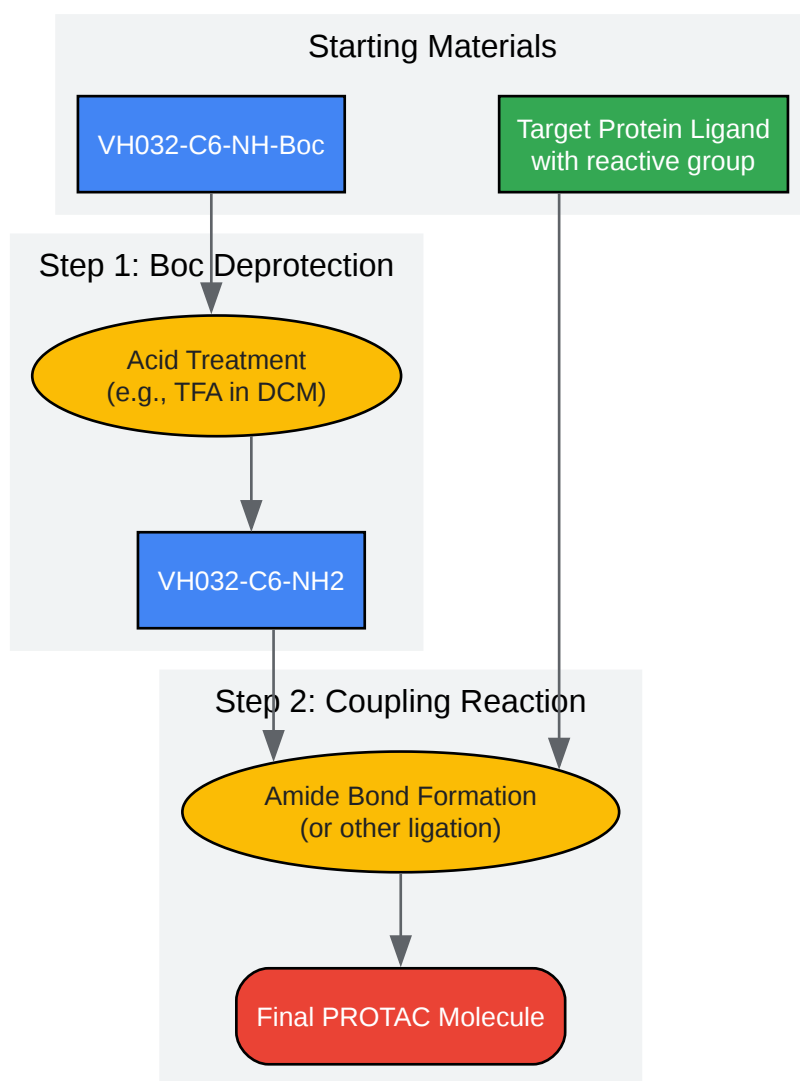 Starting Materials
VH032-C6-NH-Boc
Target Protein Ligand
with reactive group
Step 1: Boc Deprotection
Acid Treatment
(e.g., TFA in DCM)
VH032-C6-NH2
Step 2: Coupling Reaction
Amide Bond Formation
(or other ligation)
Final PROTAC Molecule